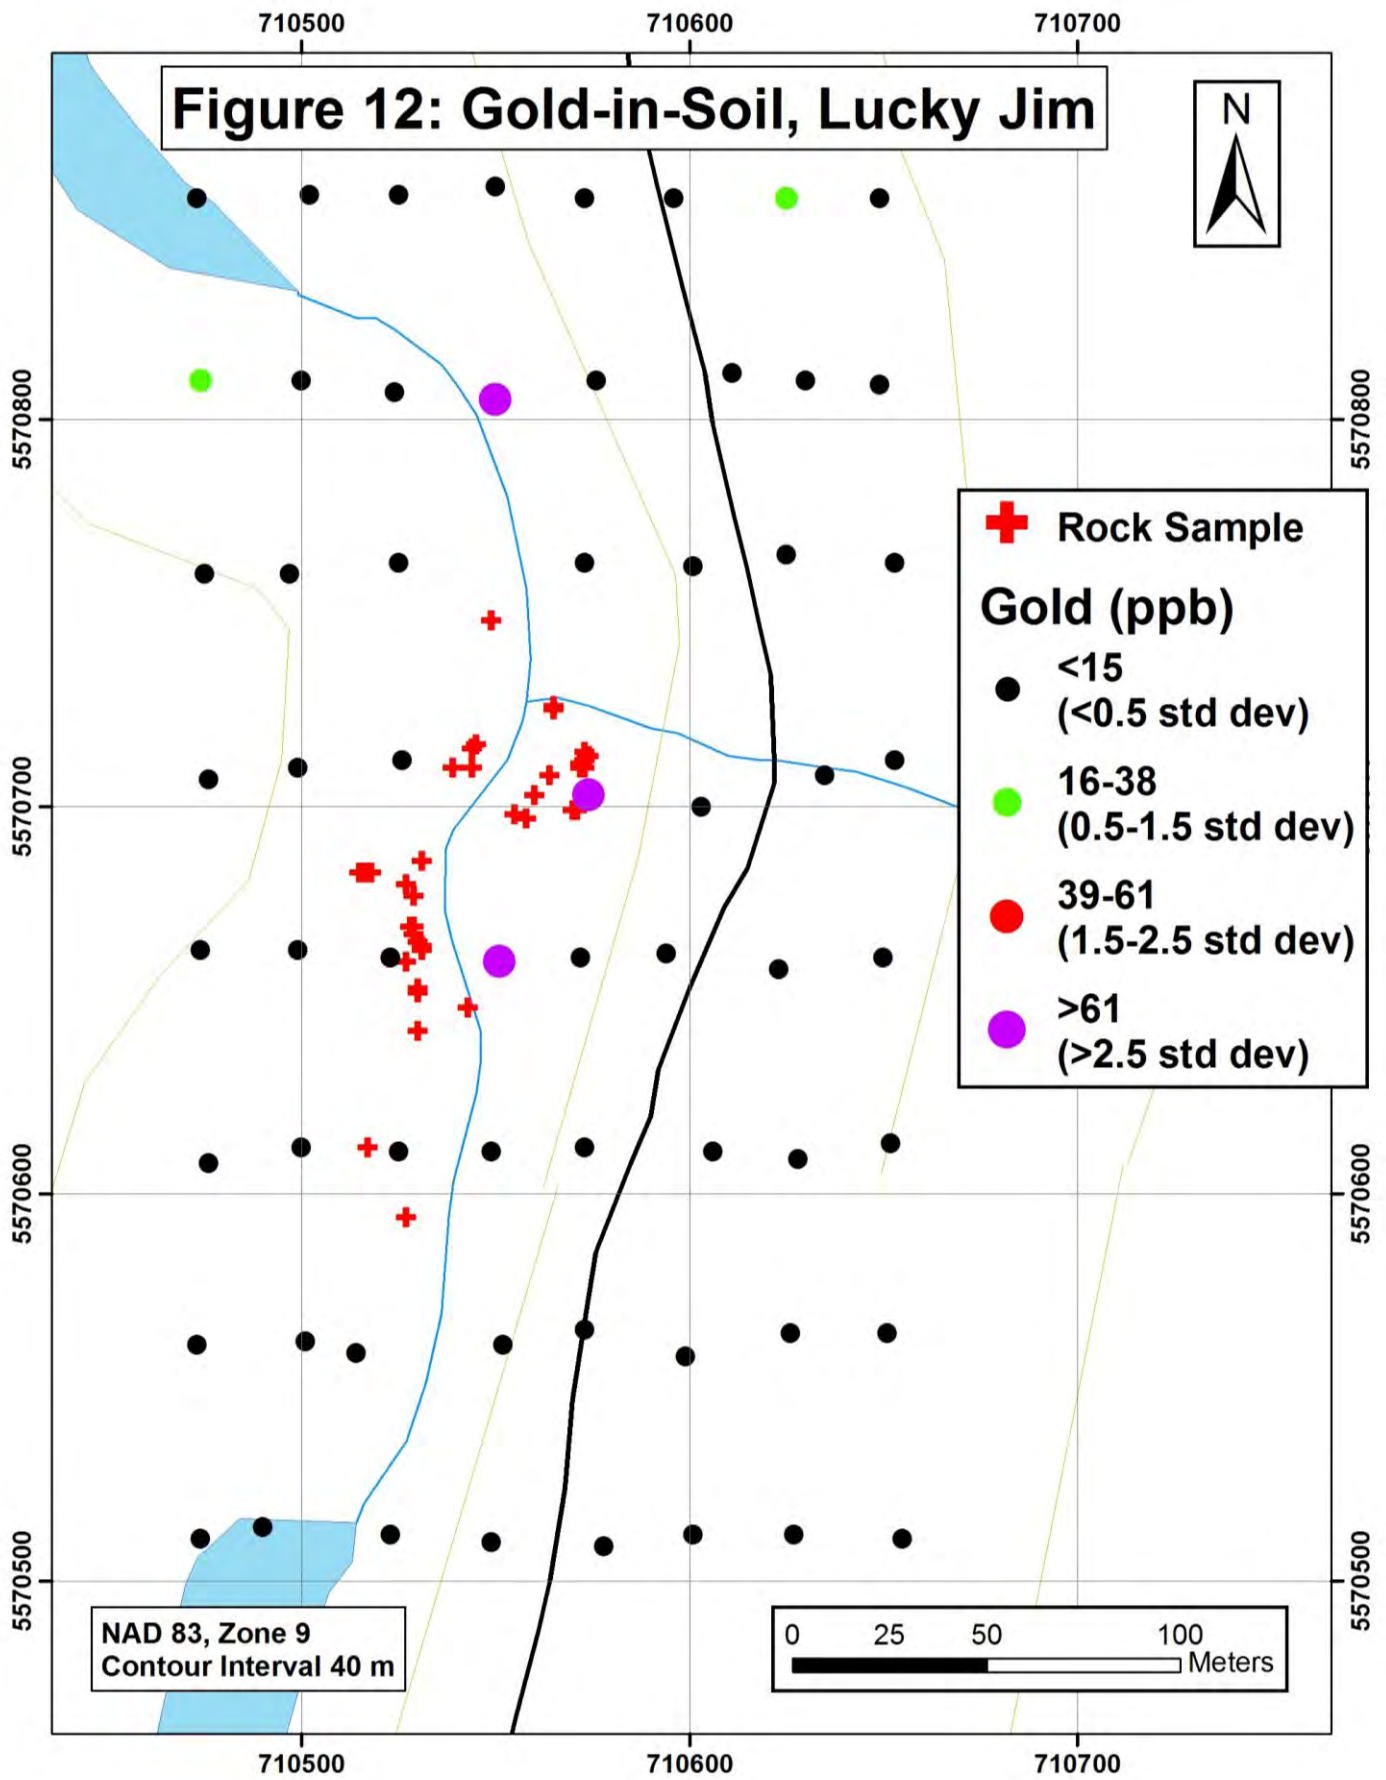 710500 710600 710700
Figure 12: Gold-in-Soil, Lucky Jim
N
5570800 5570800
Rock Sample
Gold (ppb)
<15
(<0.5 std dev)
16-38
(0.5-1.5 std dev)
39-61
(1.5-2.5 std dev)
>61
(>2.5 std dev)
5570700
5570600 5570600
5570500 5570500
NAD 83, Zone 9
Contour Interval 40 m
0 25 50 100
Meters
710500 710600 710700